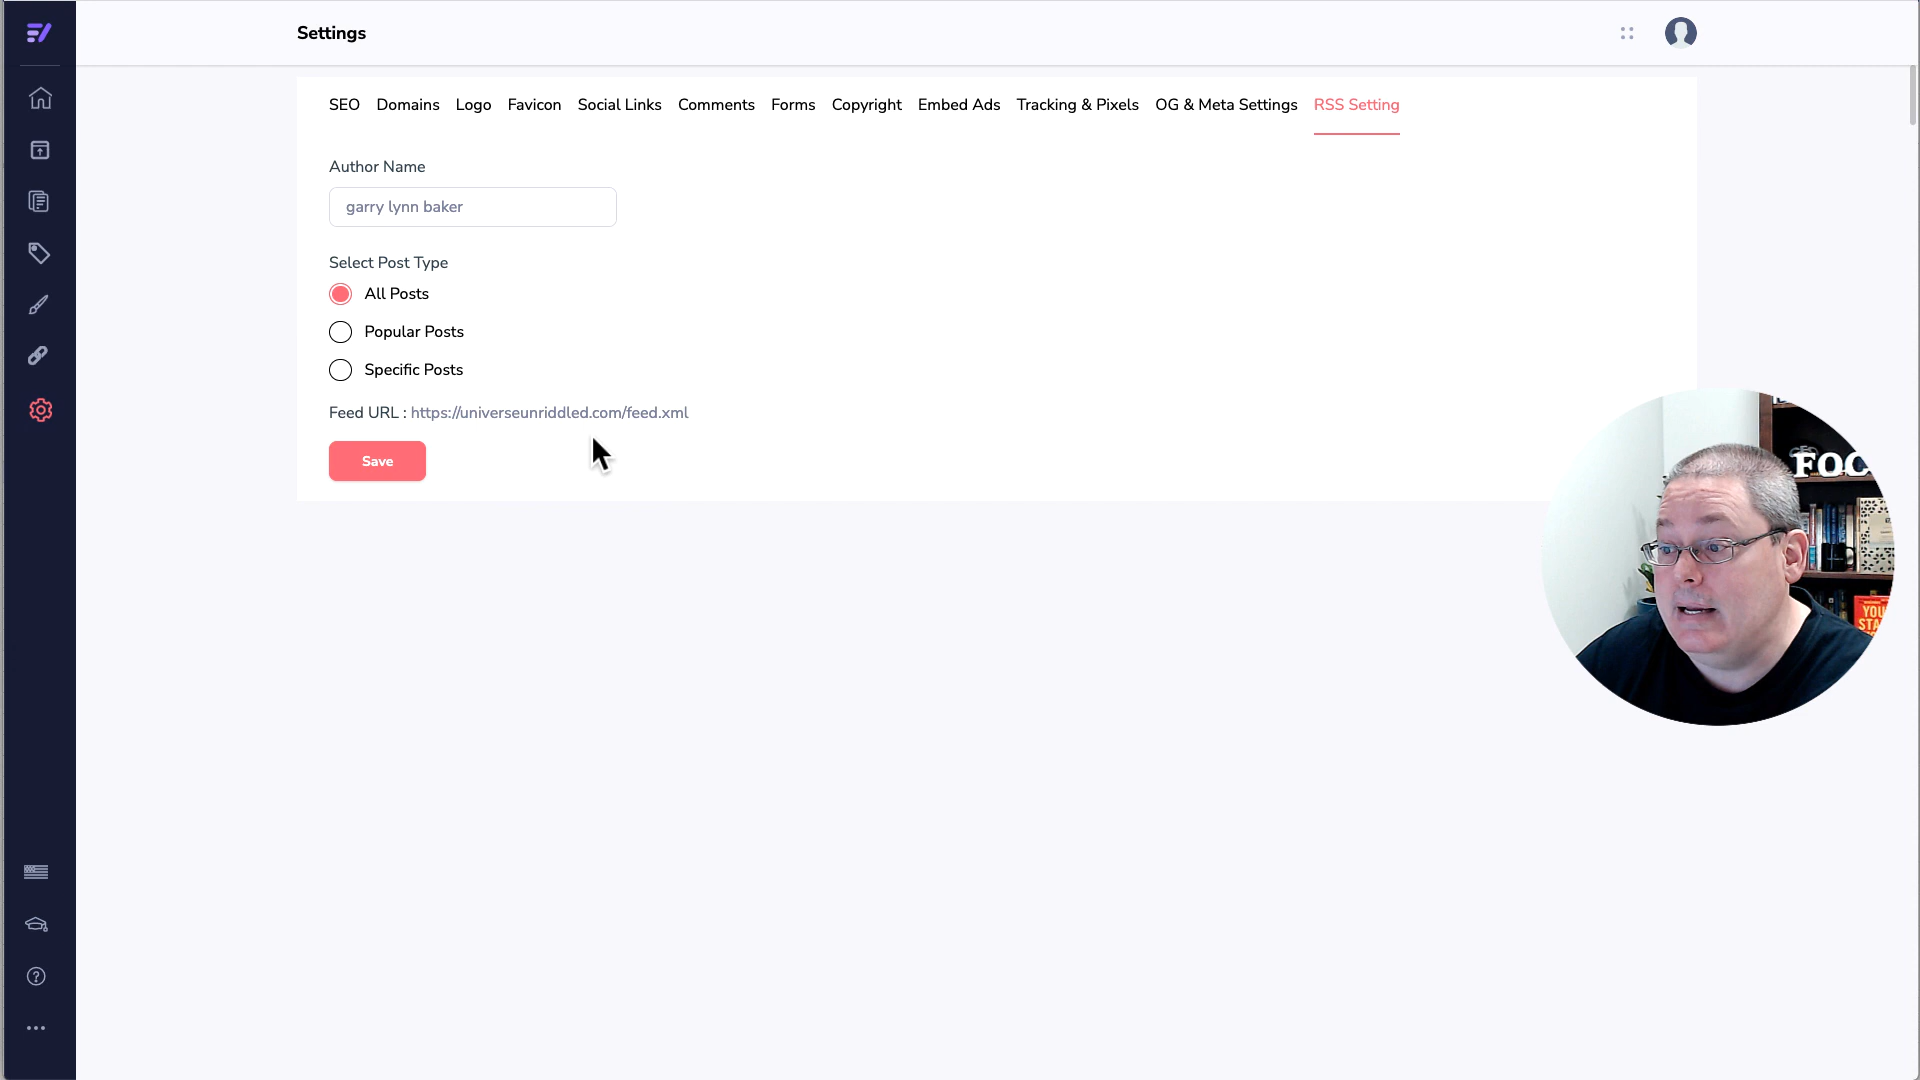 Settings
SEO Domains Logo Favicon Social Links Comments Forms Copyright Embed Ads Tracking & Pixels OG & Meta Settings RSS Setting
Author Name
garry lynn baker
Select Post Type
All Posts
Popular Posts
Specific Posts
Feed URL : https://universeunriddled.com/feed.xml
Save
FOC
YOU
STA